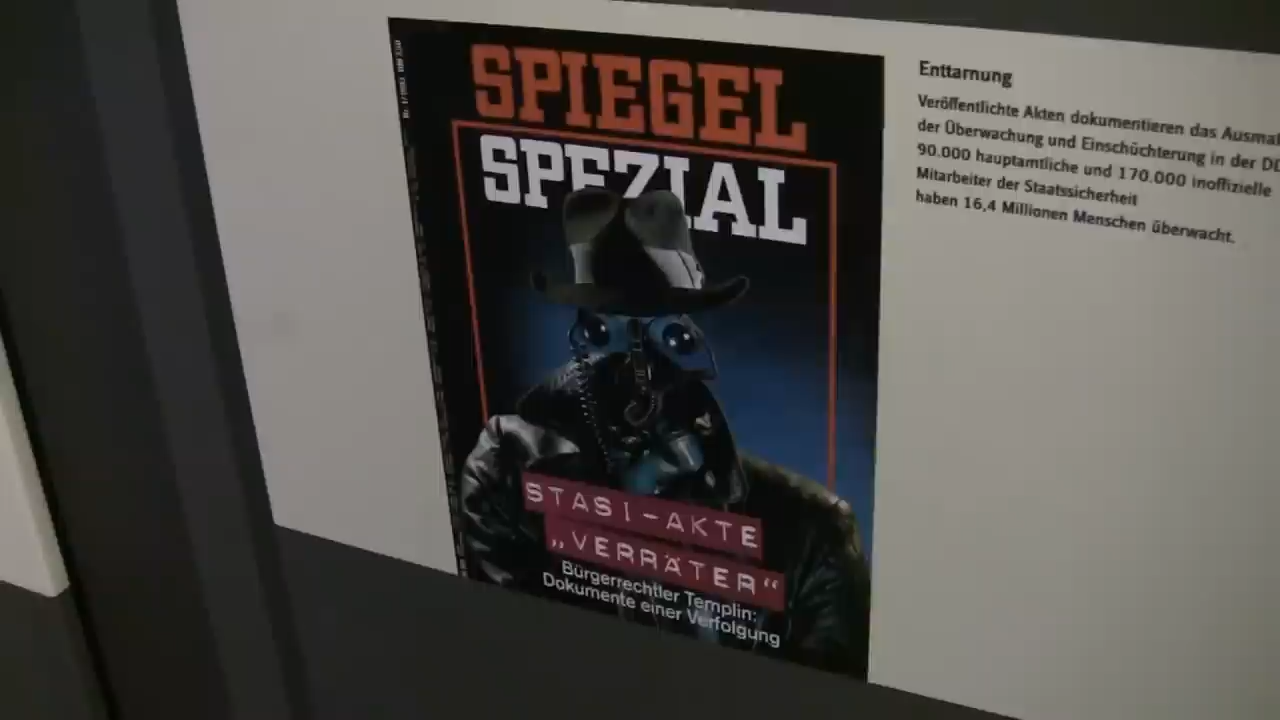 SPIEGEL
SPEZIAL
STASI-AKTE
„VERRÄTER“
Bürgerrechtler Templin:
Dokumente einer Verfolgung
Enttarnung
Veröffentlichte Akten dokumentieren das
der Überwachung und Einschüchterung in der
90.000 hauptamtliche und 170.000 inoffizielle
Mitarbeiter der Staatssicherheit
haben 16,4 Millionen Menschen überwacht.